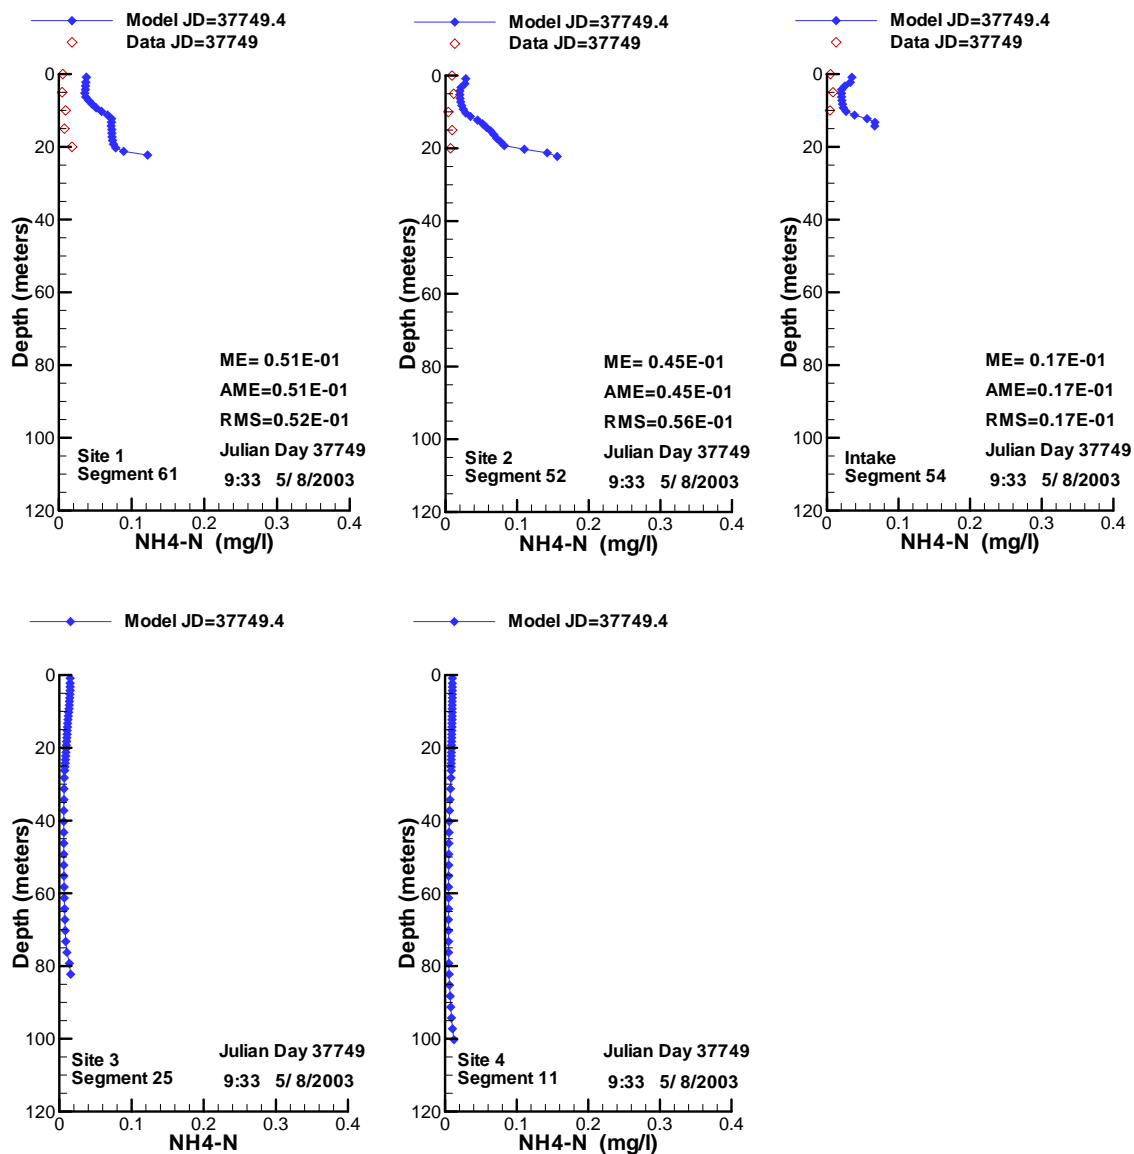 Model JD=37749.4
Data JD=37749
0
20
40
60
80
100
120
Depth (meters)
ME= 0.51E-01
AME=0.51E-01
RMS=0.52E-01
Julian Day 37749
9:33 5/ 8/2003
Site 1
Segment 61
0 0.1 0.2 0.3 0.4
NH4-N (mg/l)
Model JD=37749.4
Data JD=37749
0
20
40
60
80
100
120
Depth (meters)
ME= 0.45E-01
AME=0.45E-01
RMS=0.56E-01
Julian Day 37749
9:33 5/ 8/2003
Site 2
Segment 52
0 0.1 0.2 0.3 0.4
NH4-N (mg/l)
Model JD=37749.4
Data JD=37749
0
20
40
60
80
100
120
Depth (meters)
ME= 0.17E-01
AME=0.17E-01
RMS=0.17E-01
Julian Day 37749
9:33 5/ 8/2003
Intake
Segment 54
0 0.1 0.2 0.3 0.4
NH4-N (mg/l)
Model JD=37749.4
0
20
40
60
80
100
120
Depth (meters)
Julian Day 37749
9:33 5/ 8/2003
Site 3
Segment 25
0 0.1 0.2 0.3 0.4
NH4-N
Model JD=37749.4
0
20
40
60
80
100
120
Depth (meters)
Julian Day 37749
9:33 5/ 8/2003
Site 4
Segment 11
0 0.1 0.2 0.3 0.4
NH4-N (mg/l)